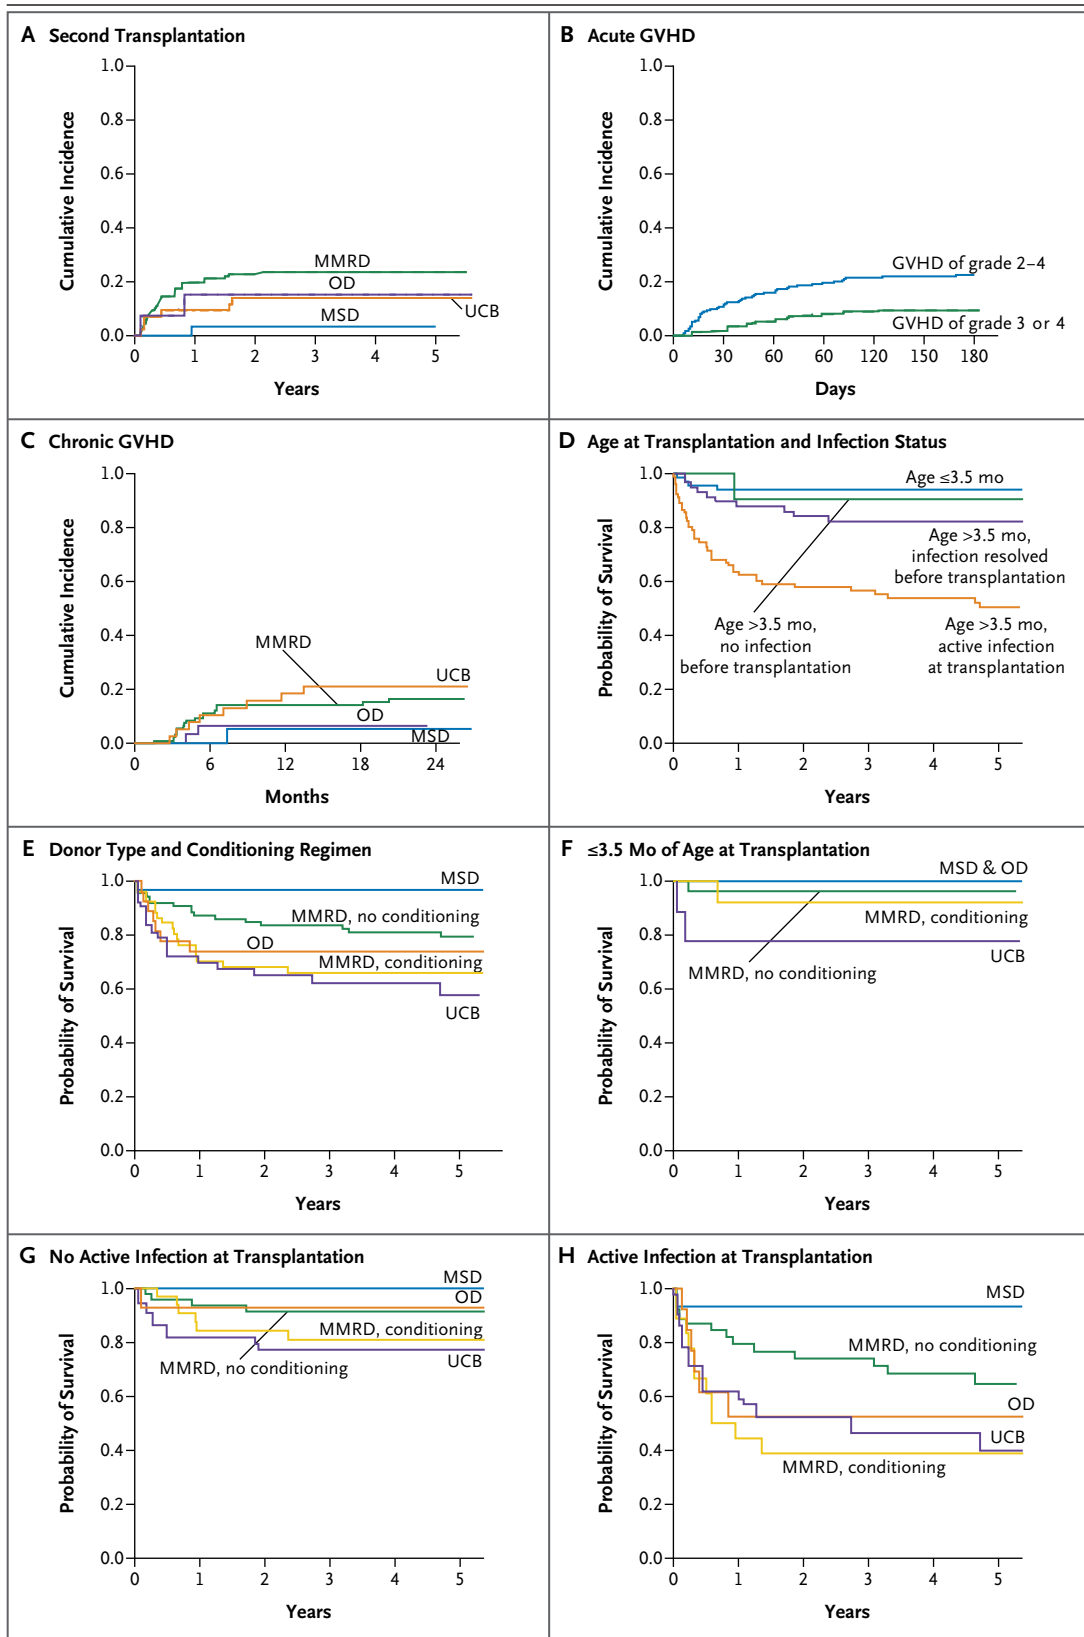 A Second Transplantation
Cumulative Incidence
1.0
0.8
0.6
0.4
0.2
0.0
MMRD
OD
UCB
MSD
0 1 2 3 4 5
Years
B Acute GVHD
Cumulative Incidence
1.0
0.8
0.6
0.4
0.2
0.0
GVHD of grade 2–4
GVHD of grade 3 or 4
0 30 60 60 120 150 180
Days
C Chronic GVHD
Cumulative Incidence
1.0
0.8
0.6
0.4
0.2
0.0
MMRD
UCB
OD
MSD
0 6 12 18 24
Months
D Age at Transplantation and Infection Status
Probability of Survival
1.0
0.8
0.6
0.4
0.2
0.0
Age ≤3.5 mo
Age >3.5 mo,
infection resolved
before transplantation
Age >3.5 mo,
no infection
before transplantation
Age >3.5 mo,
active infection
at transplantation
0 1 2 3 4 5
Years
E Donor Type and Conditioning Regimen
Probability of Survival
1.0
0.8
0.6
0.4
0.2
0.0
MSD
MMRD, no conditioning
OD
MMRD, conditioning
UCB
0 1 2 3 4 5
Years
F ≤3.5 Mo of Age at Transplantation
Probability of Survival
1.0
0.8
0.6
0.4
0.2
0.0
MSD & OD
MMRD, conditioning
UCB
MMRD, no conditioning
0 1 2 3 4 5
Years
G No Active Infection at Transplantation
Probability of Survival
1.0
0.8
0.6
0.4
0.2
0.0
MSD
OD
MMRD, conditioning
UCB
MMRD, no conditioning
0 1 2 3 4 5
Years
H Active Infection at Transplantation
Probability of Survival
1.0
0.8
0.6
0.4
0.2
0.0
MSD
MMRD, no conditioning
OD
UCB
MMRD, conditioning
0 1 2 3 4 5
Years